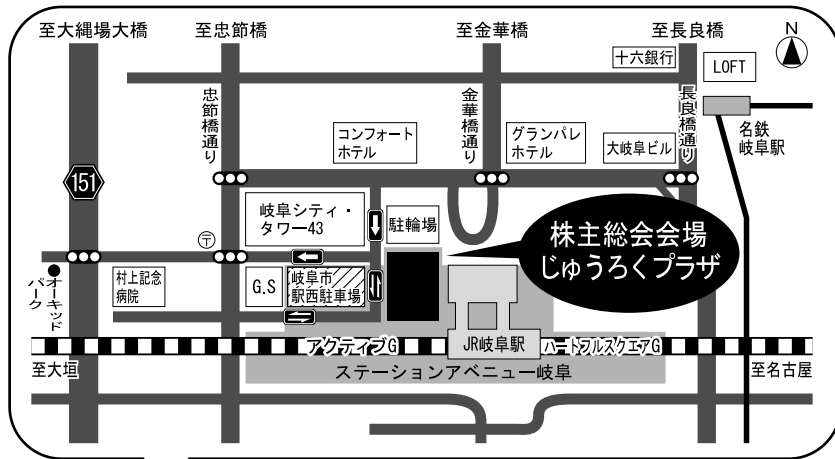 至大縄場大橋
至忠節橋
至金華橋
至長良橋
N
十六銀行
LOFT
忠節橋通り
金華橋通り
長良橋通り
名鉄
岐阜駅
コンフォート
ホテル
グランパレ
ホテル
大岐阜ビル
151
岐阜シティ・
タワー43
駐輪場
株主総会会場
じゅうろくプラザ
〒
オーキッド
パーク
村上記念
病院
G.S
岐阜市
駅西駐車場
アクティブG
JR岐阜駅
ハートフルスクエアG
至大垣
ステーションアベニュー岐阜
至名古屋